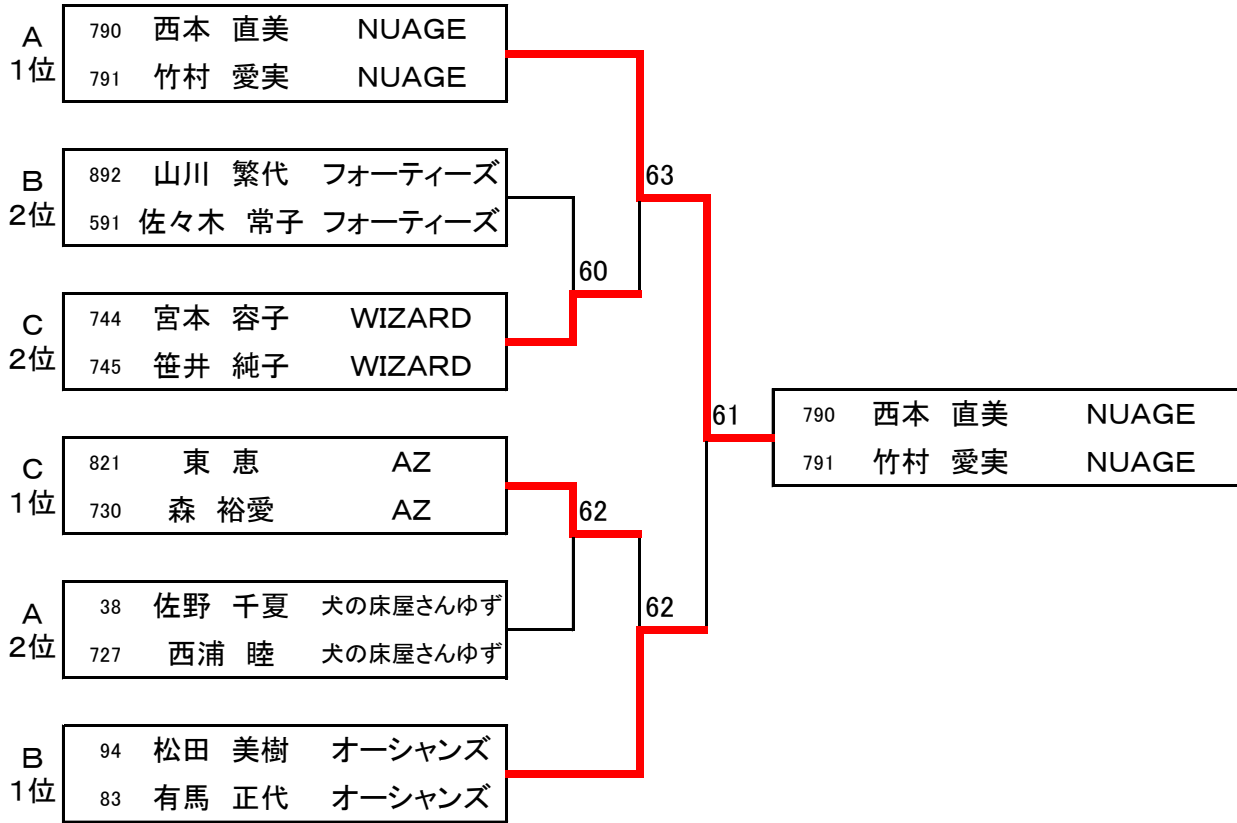 A
1位
790 西本 直美 NUAGE
791 竹村 愛実 NUAGE
B
2位
892 山川 繁代 フォーティーズ
591 佐々木 常子 フォーティーズ
63
60
C
2位
744 宮本 容子 WIZARD
745 笹井 純子 WIZARD
61
790 西本 直美 NUAGE
791 竹村 愛実 NUAGE
C
1位
821 東 恵 AZ
730 森 裕愛 AZ
62
A
2位
38 佐野 千夏 犬の床屋さんゆず
727 西浦 睦 犬の床屋さんゆず
62
B
1位
94 松田 美樹 オーシャンズ
83 有馬 正代 オーシャンズ